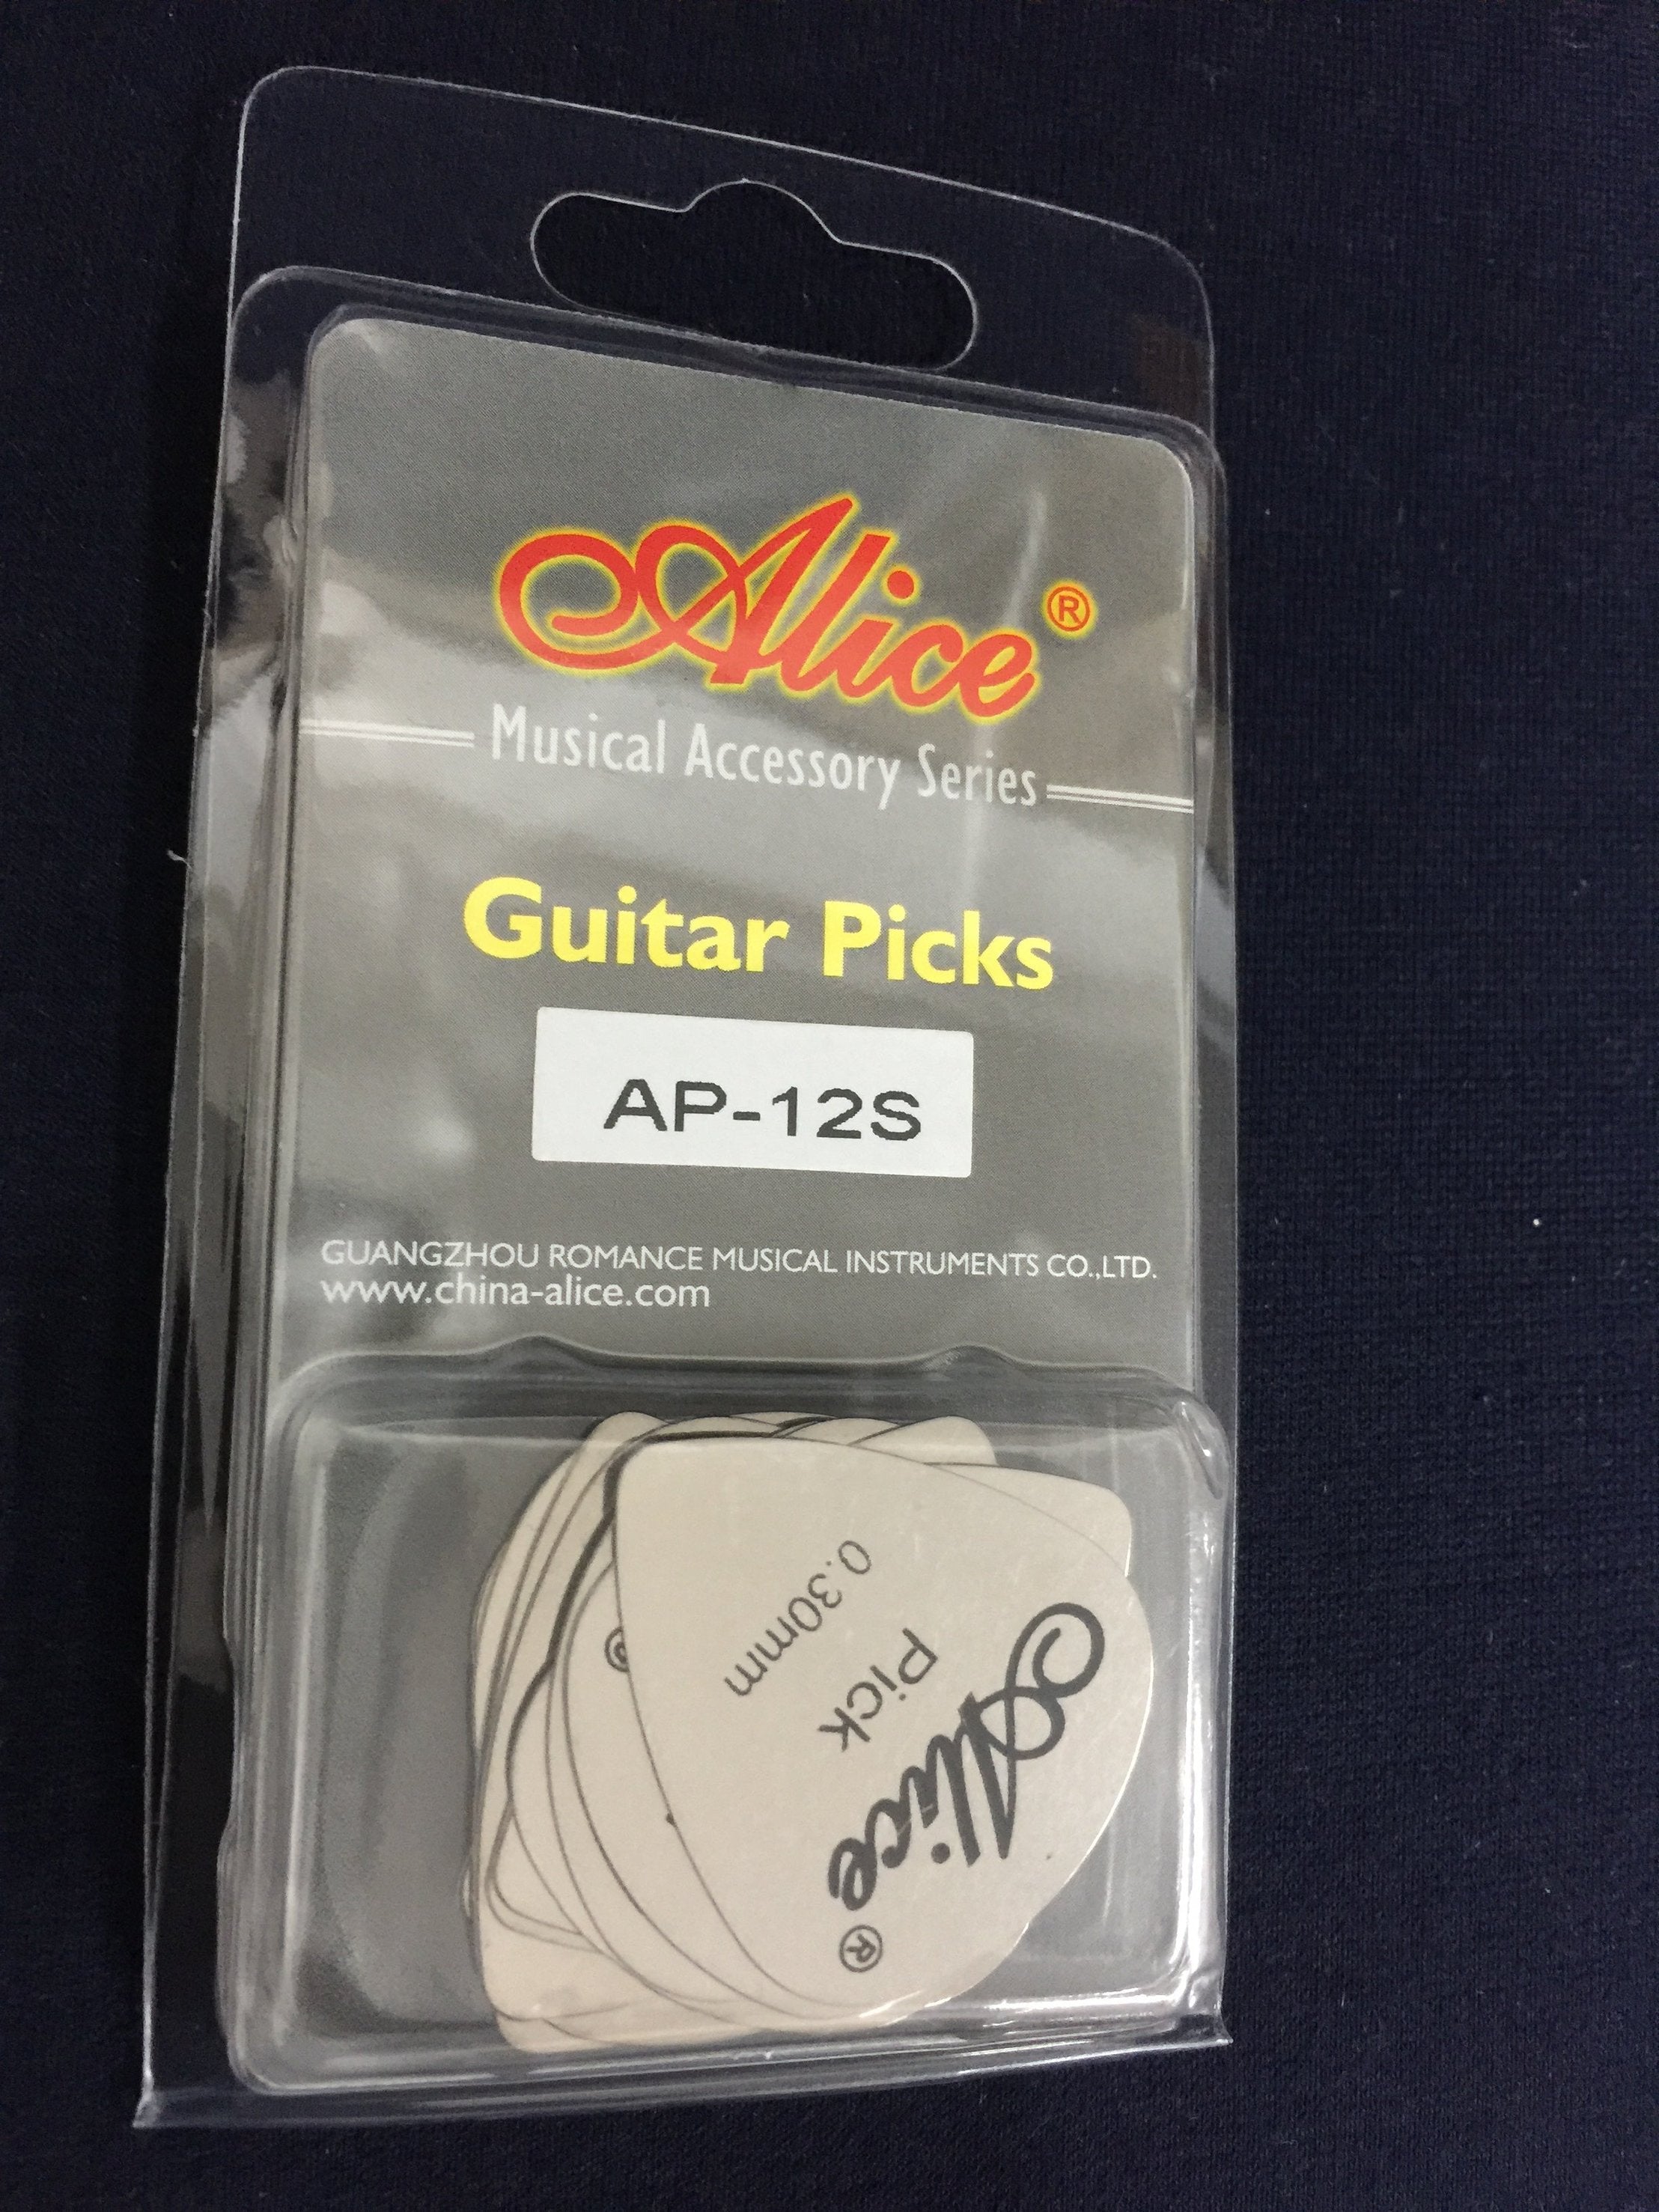 Alice®
Musical Accessory Series
Guitar Picks
AP-12S
GUANGZHOU ROMANCE MUSICAL INSTRUMENTS CO.,LTD.
www.china-alice.com
Alice®
Pick
0.30mm
®